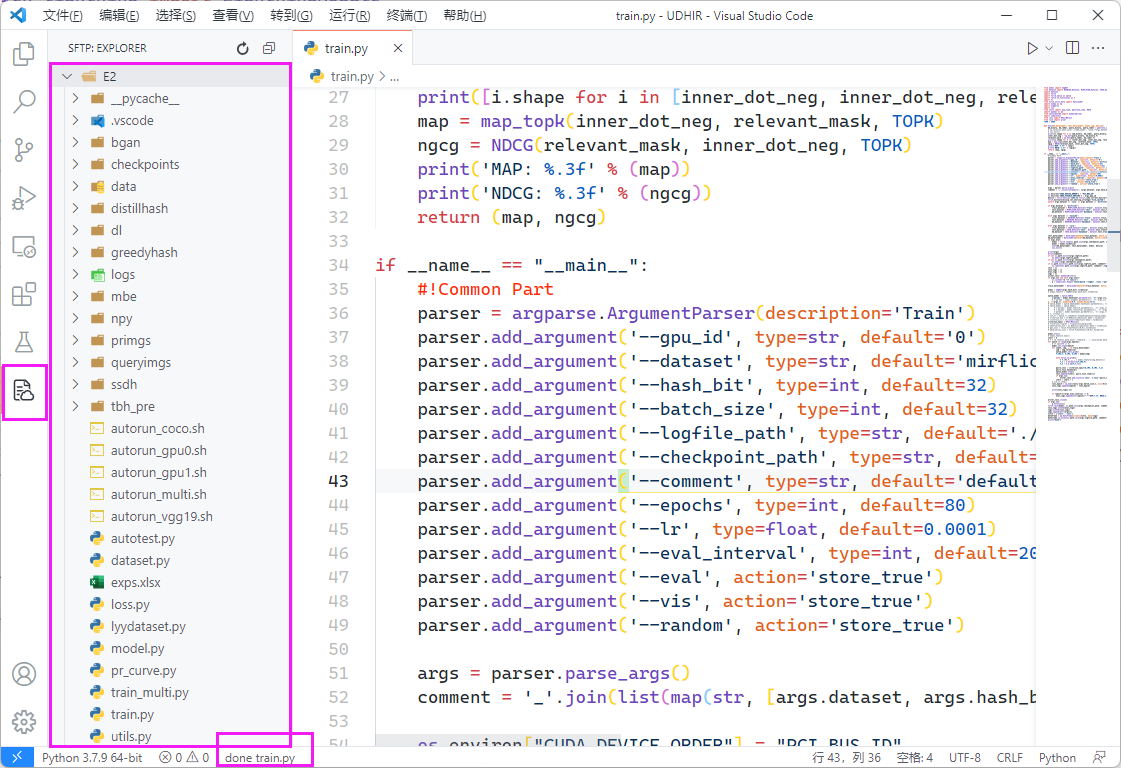 文件(F) 编辑(E) 选择(S) 查看(V) 转到(G) 运行(R) 终端(T) 帮助(H) train.py - UDHIR - Visual Studio Code
SFTP: EXPLORER
E2
__pycache__
.vscode
bgan
checkpoints
data
distillhash
dl
greedyhash
logs
mbe
npy
primgs
queryimgs
ssdh
tbh_pre
autorun_coco.sh
autorun_gpu0.sh
autorun_gpu1.sh
autorun_multi.sh
autorun_vgg19.sh
autotest.py
dataset.py
exps.xlsx
loss.py
lyydataset.py
model.py
pr_curve.py
train_multi.py
train.py
utils.py
train.py
train.py > ...
27 print([i.shape for i in [inner_dot_neg, inner_dot_neg, rele
28 map = map_topk(inner_dot_neg, relevant_mask, TOPK)
29 ngcg = NDCG(relevant_mask, inner_dot_neg, TOPK)
30 print('MAP: %.3f' % (map))
31 print('NDCG: %.3f' % (ngcg))
32 return (map, ngcg)
33
34 if __name__ == "__main__":
35 #!Common Part
36 parser = argparse.ArgumentParser(description='Train')
37 parser.add_argument('--gpu_id', type=str, default='0')
38 parser.add_argument('--dataset', type=str, default='mirflic
39 parser.add_argument('--hash_bit', type=int, default=32)
40 parser.add_argument('--batch_size', type=int, default=32)
41 parser.add_argument('--logfile_path', type=str, default='./
42 parser.add_argument('--checkpoint_path', type=str, default=
43 parser.add_argument('--comment', type=str, default='default
44 parser.add_argument('--epochs', type=int, default=80)
45 parser.add_argument('--lr', type=float, default=0.0001)
46 parser.add_argument('--eval_interval', type=int, default=20
47 parser.add_argument('--eval', action='store_true')
48 parser.add_argument('--vis', action='store_true')
49 parser.add_argument('--random', action='store_true')
50
51 args = parser.parse_args()
52 comment = '_'.join(list(map(str, [args.dataset, args.hash_b
53
54 os.environ["CUDA_DEVICE_ORDER"] = "PCI_BUS_ID"
Python 3.7.9 64-bit 0 0 done train.py 行 43，列 36 空格: 4 UTF-8 CRLF Python